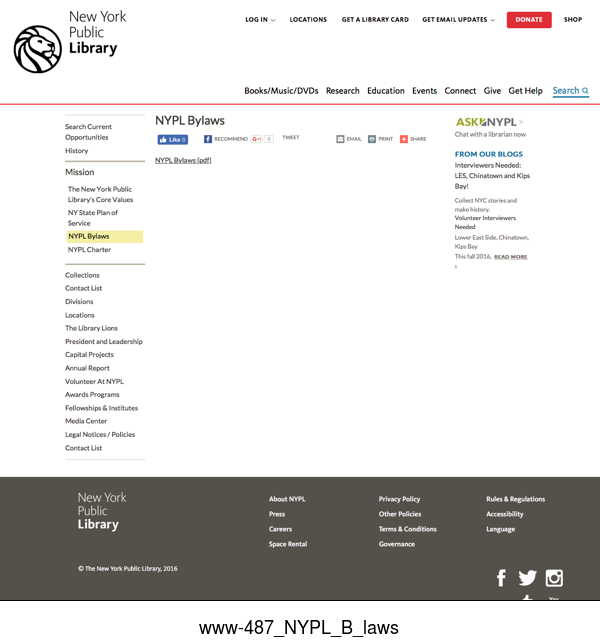 New York
Public
Library
LOG IN
LOCATIONS
GET A LIBRARY CARD
GET EMAIL UPDATES
DONATE
SHOP
Books/Music/DVDs
Research
Education
Events
Connect
Give
Get Help
Search
Search Current
Opportunities
History
Mission
The New York Public
Library's Core Values
NY State Plan of
Service
NYPL Bylaws
NYPL Charter
Collections
Contact List
Divisions
Locations
The Library Lions
President and Leadership
Capital Projects
Annual Report
Volunteer At NYPL
Awards Programs
Fellowships & Institutes
Media Center
Legal Notices / Policies
Contact List
NYPL Bylaws
Like 0
RECOMMEND
G+1 0
TWEET
EMAIL
PRINT
SHARE
NYPL Bylaws (pdf)
ASK NYPL >
Chat with a librarian now
FROM OUR BLOGS
Interviewers Needed:
LES, Chinatown and Kips
Bay!
Collect NYC stories and
make history.
Volunteer Interviewers
Needed
Lower East Side, Chinatown,
Kips Bay
This fall 2016, READ MORE
New York
Public
Library
About NYPL
Press
Careers
Space Rental
Privacy Policy
Other Policies
Terms & Conditions
Governance
Rules & Regulations
Accessibility
Language
© The New York Public Library, 2016
www-487_NYPL_B_laws